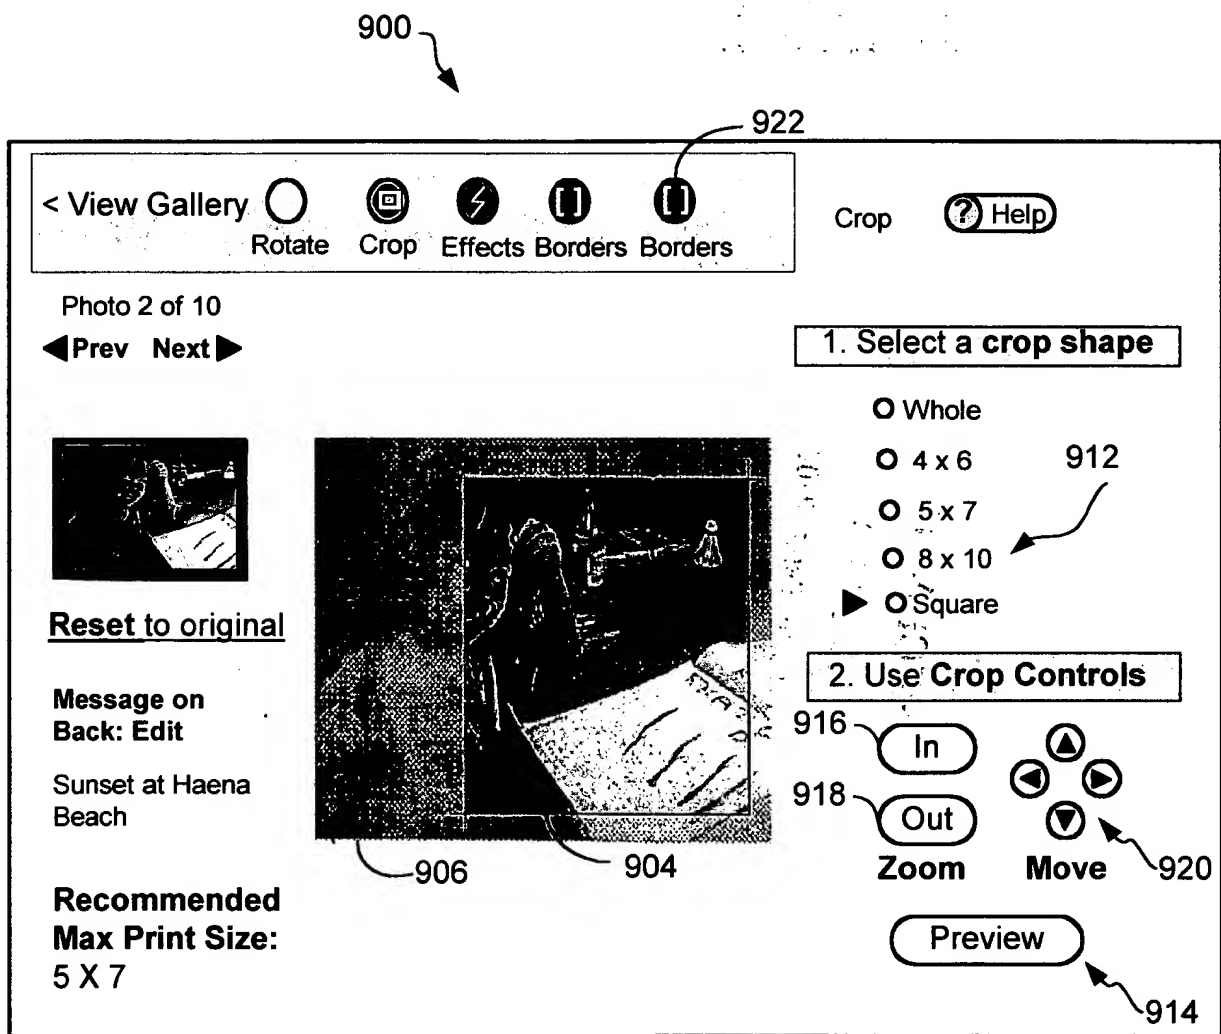 900
922
< View Gallery
Rotate
Crop
Effects
Borders
Borders
Crop
? Help
Photo 2 of 10
Prev Next
1. Select a crop shape
Whole
4 x 6
912
5 x 7
8 x 10
Square
Reset to original
2. Use Crop Controls
Message on
Back: Edit
916
In
Sunset at Haena
Beach
918
Out
906
904
Zoom
Move
920
Recommended
Max Print Size:
5 X 7
Preview
914